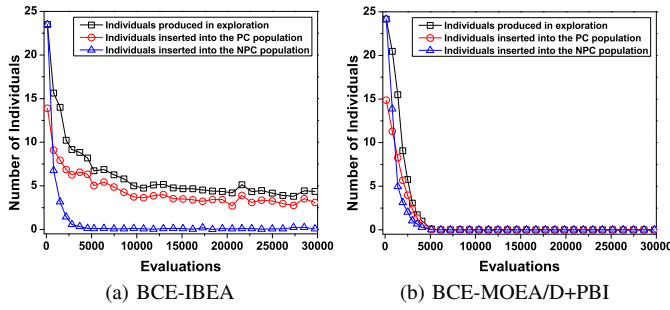 Individuals produced in exploration
Individuals inserted into the PC population
Individuals inserted into the NPC population
Number of Individuals
25
20
15
10
5
0
0 5000 10000 15000 20000 25000 30000
Evaluations
(a) BCE-IBEA
Individuals produced in exploration
Individuals inserted into the PC population
Individuals inserted into the NPC population
Number of Individuals
25
20
15
10
5
0
0 5000 10000 15000 20000 25000 30000
Evaluations
(b) BCE-MOEA/D+PBI